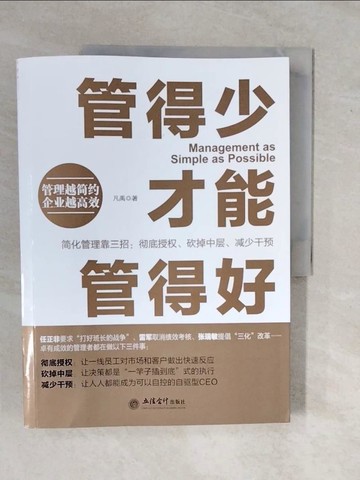 管得少
Management as
Simple as Possible
管理越简约
企业越高效
才能
凡禹◎著
简化管理靠三招：彻底授权、砍掉中层、减少干预
管得好
任正非要求“打好班长的战争”，雷军取消绩效考核，张瑞敏提倡“三化”改革——
卓有成效的管理者都在做以下三件事：
彻底授权：让一线员工对市场和客户做出快速反应
砍掉中层：让决策都是“一竿子插到底”式的执行
减少干预：让人人都能成为可以自控的自驱型CEO
立信会计出版社